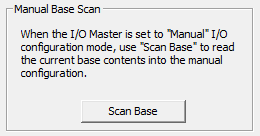 Manual Base Scan
When the I/O Master is set to "Manual" I/O
configuration mode, use "Scan Base" to read
the current base contents into the manual
configuration.
Scan Base